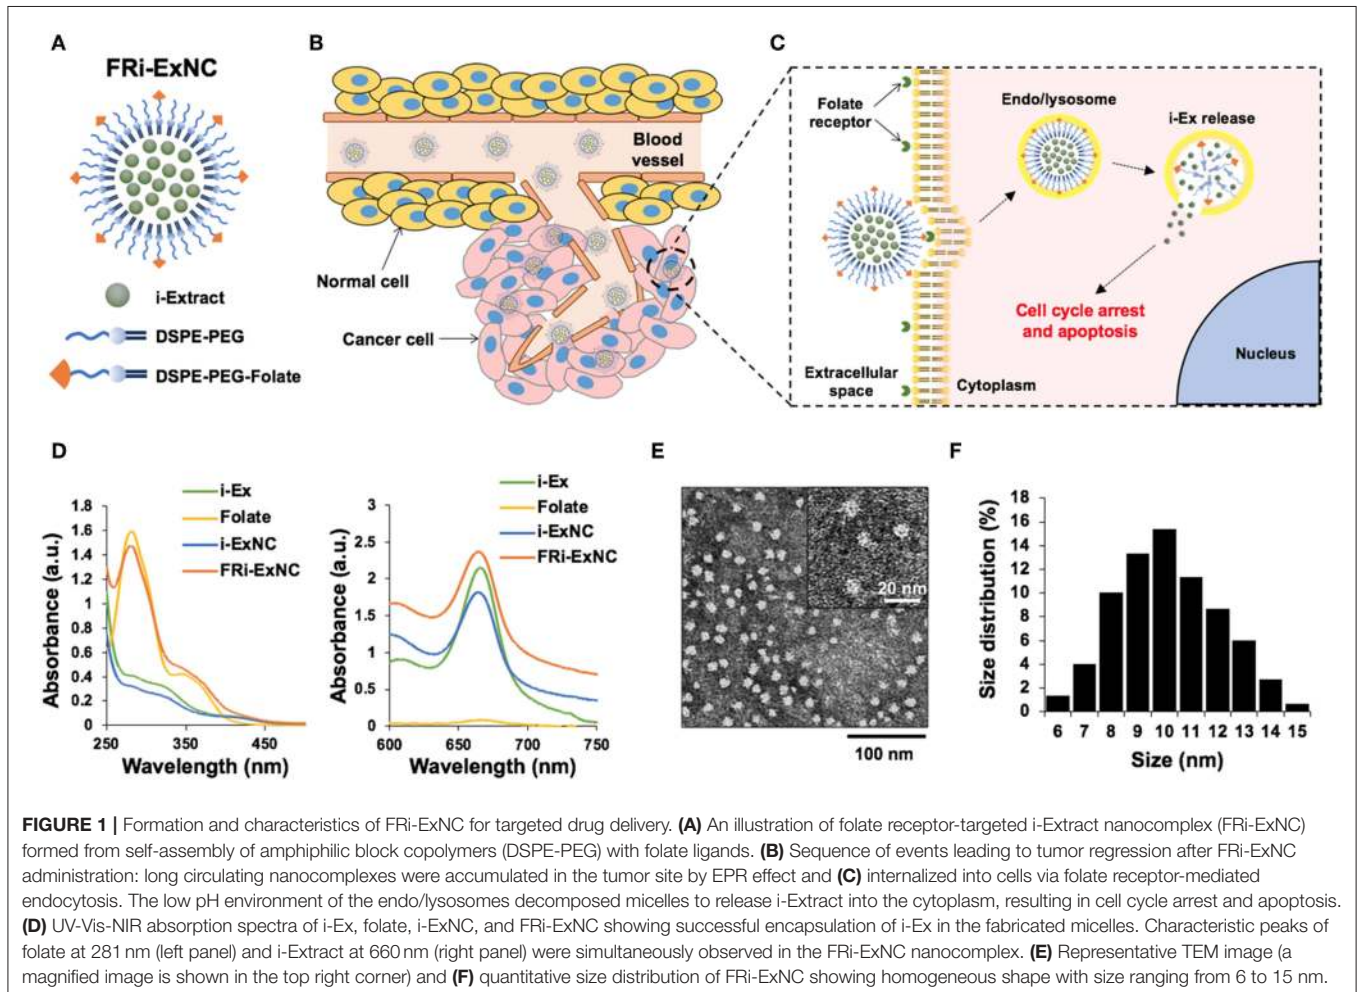 A
FRi-ExNC
i-Extract
DSPE-PEG
DSPE-PEG-Folate
B
Blood
vessel
Normal cell
Cancer cell
C
Folate
receptor
Endo/lysosome
i-Ex release
Cell cycle arrest
and apoptosis
Extracellular
space
Cytoplasm
Nucleus
D
Absorbance (a.u.)
1.8
1.6
1.4
1.2
1
0.8
0.6
0.4
0.2
0
250
350
450
Wavelength (nm)
i-Ex
Folate
i-ExNC
FRi-ExNC
Absorbance (a.u.)
3
2.5
2
1.5
1
0.5
0
600
650
700
750
Wavelength (nm)
i-Ex
Folate
i-ExNC
FRi-ExNC
E
20 nm
100 nm
F
Size distribution (%)
18
16
14
12
10
8
6
4
2
0
6 7 8 9 10 11 12 13 14 15
Size (nm)
FIGURE 1 | Formation and characteristics of FRi-ExNC for targeted drug delivery. (A) An illustration of folate receptor-targeted i-Extract nanocomplex (FRi-ExNC)
formed from self-assembly of amphiphilic block copolymers (DSPE-PEG) with folate ligands. (B) Sequence of events leading to tumor regression after FRi-ExNC
administration: long circulating nanocomplexes were accumulated in the tumor site by EPR effect and (C) internalized into cells via folate receptor-mediated
endocytosis. The low pH environment of the endo/lysosomes decomposed micelles to release i-Extract into the cytoplasm, resulting in cell cycle arrest and apoptosis.
(D) UV-Vis-NIR absorption spectra of i-Ex, folate, i-ExNC, and FRi-ExNC showing successful encapsulation of i-Ex in the fabricated micelles. Characteristic peaks of
folate at 281 nm (left panel) and i-Extract at 660 nm (right panel) were simultaneously observed in the FRi-ExNC nanocomplex. (E) Representative TEM image (a
magnified image is shown in the top right corner) and (F) quantitative size distribution of FRi-ExNC showing homogeneous shape with size ranging from 6 to 15 nm.